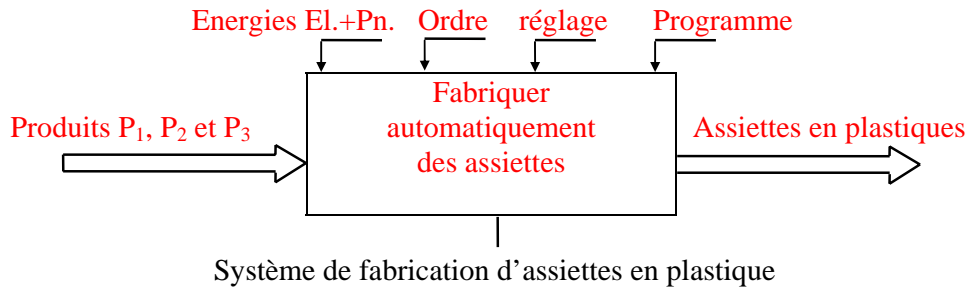 Energies El.+Pn. Ordre réglage Programme
Fabriquer
automatiquement
des assiettes
Produits P₁, P₂ et P₃
Assiettes en plastiques
Système de fabrication d’assiettes en plastique